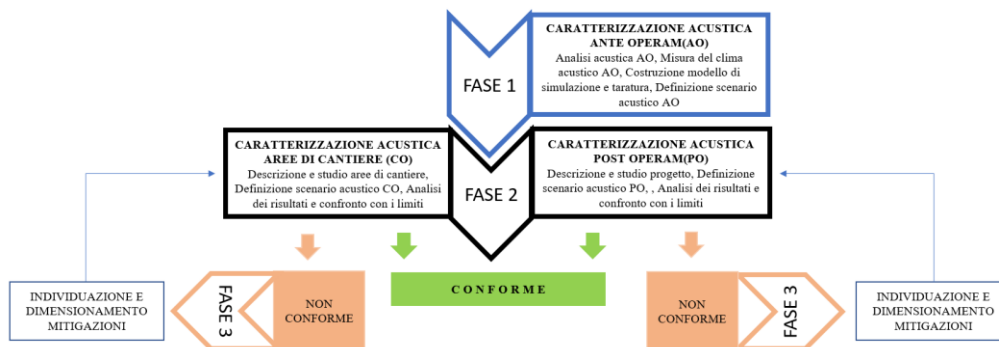 CARATTERIZZAZIONE ACUSTICA
ANTE OPERAM(AO)
Analisi acustica AO, Misura del clima
acustico AO, Costruzione modello di
simulazione e taratura, Definizione scenario
acustico AO
FASE 1
CARATTERIZZAZIONE ACUSTICA
AREE DI CANTIERE (CO)
Descrizione e studio aree di cantiere,
Definizione scenario acustico CO, Analisi
dei risultati e confronto con i limiti
FASE 2
CARATTERIZZAZIONE ACUSTICA
POST OPERAM(PO)
Descrizione e studio progetto, Definizione
scenario acustico PO, , Analisi dei risultati e
confronto con i limiti
INDIVIDUAZIONE E
DIMENSIONAMENTO
MITIGAZIONI
FASE 3
NON
CONFORME
CONFORME
NON
CONFORME
FASE 3
INDIVIDUAZIONE E
DIMENSIONAMENTO
MITIGAZIONI